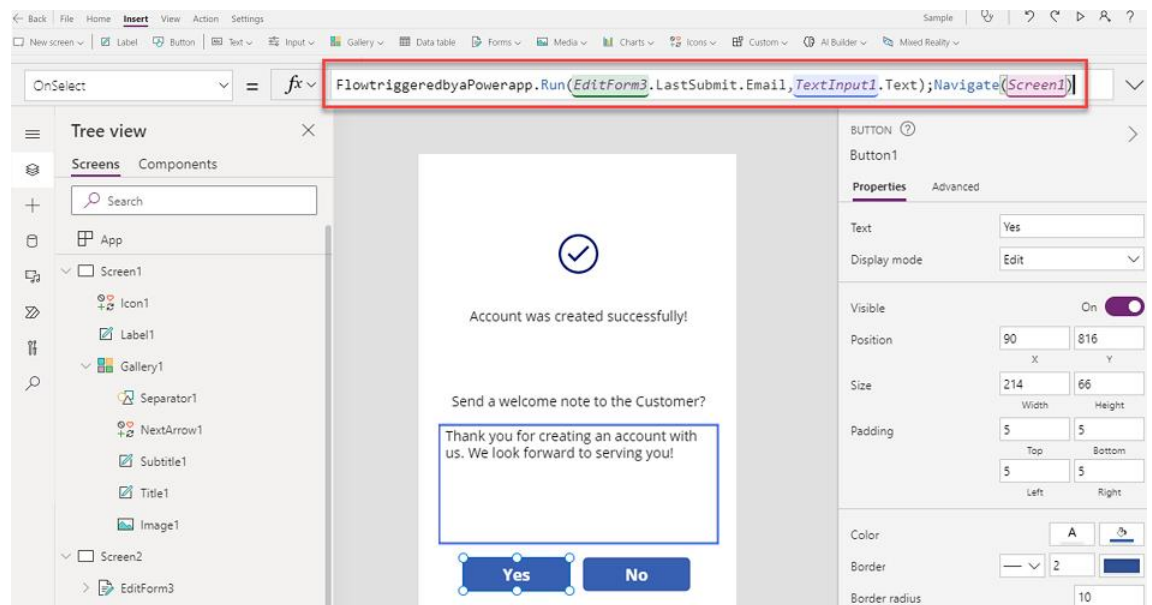 Back File Home Insert View Action Settings Sample
New screen Label Button Text Input Gallery Data table Forms Media Charts Icons Custom AI Builder Mixed Reality
OnSelect = fx FlowtriggeredbyaPowerapp.Run(EditForm3.LastSubmit.Email,TextInput1.Text);Navigate(Screen1)
Tree view
Screens Components
Search
App
Screen1
Icon1
Label1
Gallery1
Separator1
NextArrow1
Subtitle1
Title1
Image1
Screen2
EditForm3
Account was created successfully!
Send a welcome note to the Customer?
Thank you for creating an account with
us. We look forward to serving you!
Yes No
BUTTON ?
Button1
Properties Advanced
Text Yes
Display mode Edit
Visible On
Position 90 816
X Y
Size 214 66
Width Height
Padding 5 5
Top Bottom
5 5
Left Right
Color A
Border 2
Border radius 10